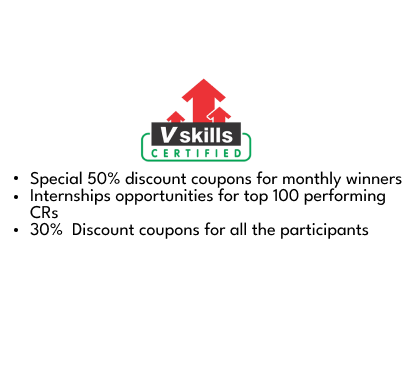 Vskills
CERTIFIED
• Special 50% discount coupons for monthly winners
• Internships opportunities for top 100 performing
CRs
• 30%  Discount coupons for all the participants